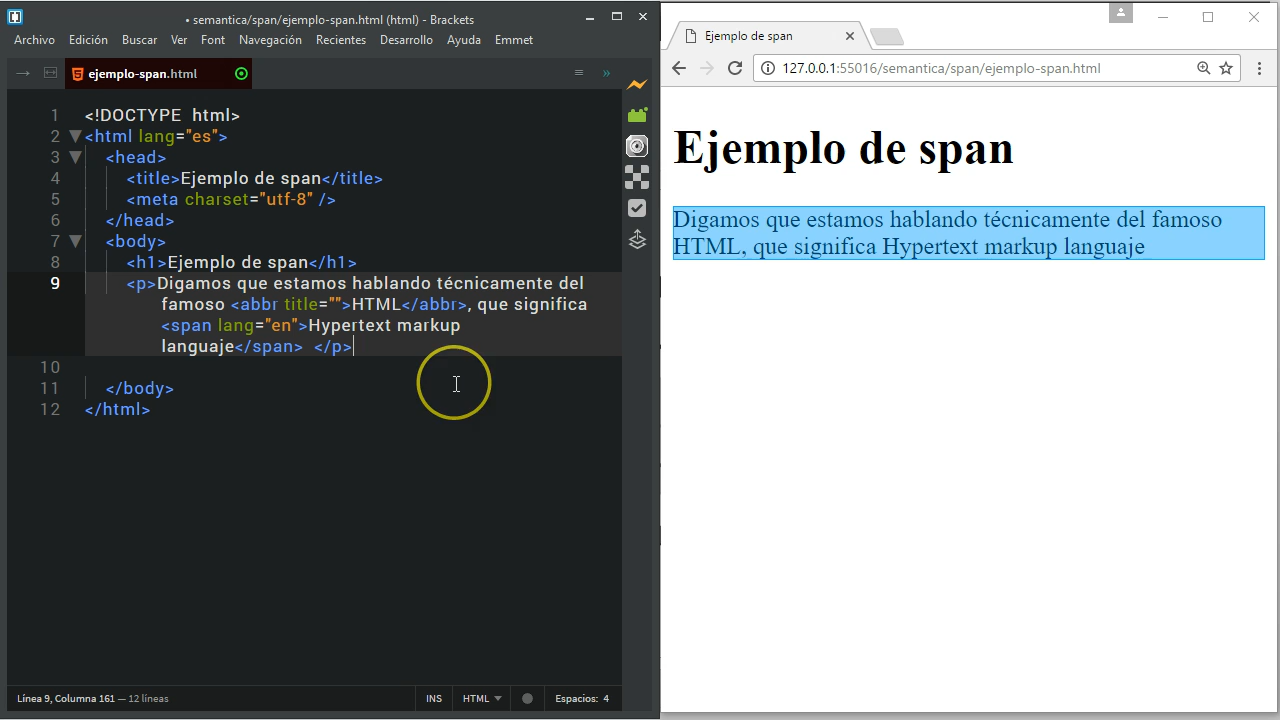 • semantica/span/ejemplo-span.html (html) - Brackets
Archivo Edición Buscar Ver Font Navegación Recientes Desarrollo Ayuda Emmet
ejemplo-span.html
1 <!DOCTYPE html>
2 <html lang="es">
3 <head>
4 <title>Ejemplo de span</title>
5 <meta charset="utf-8" />
6 </head>
7 <body>
8 <h1>Ejemplo de span</h1>
9 <p>Digamos que estamos hablando técnicamente del
famoso <abbr title="">HTML</abbr>, que significa
<span lang="en">Hypertext markup
languaje</span> </p>
10
11 </body>
12 </html>
Línea 9, Columna 161 — 12 líneas
INS HTML Espacios: 4
Ejemplo de span
127.0.0.1:55016/semantica/span/ejemplo-span.html
Ejemplo de span
Digamos que estamos hablando técnicamente del famoso
HTML, que significa Hypertext markup languaje